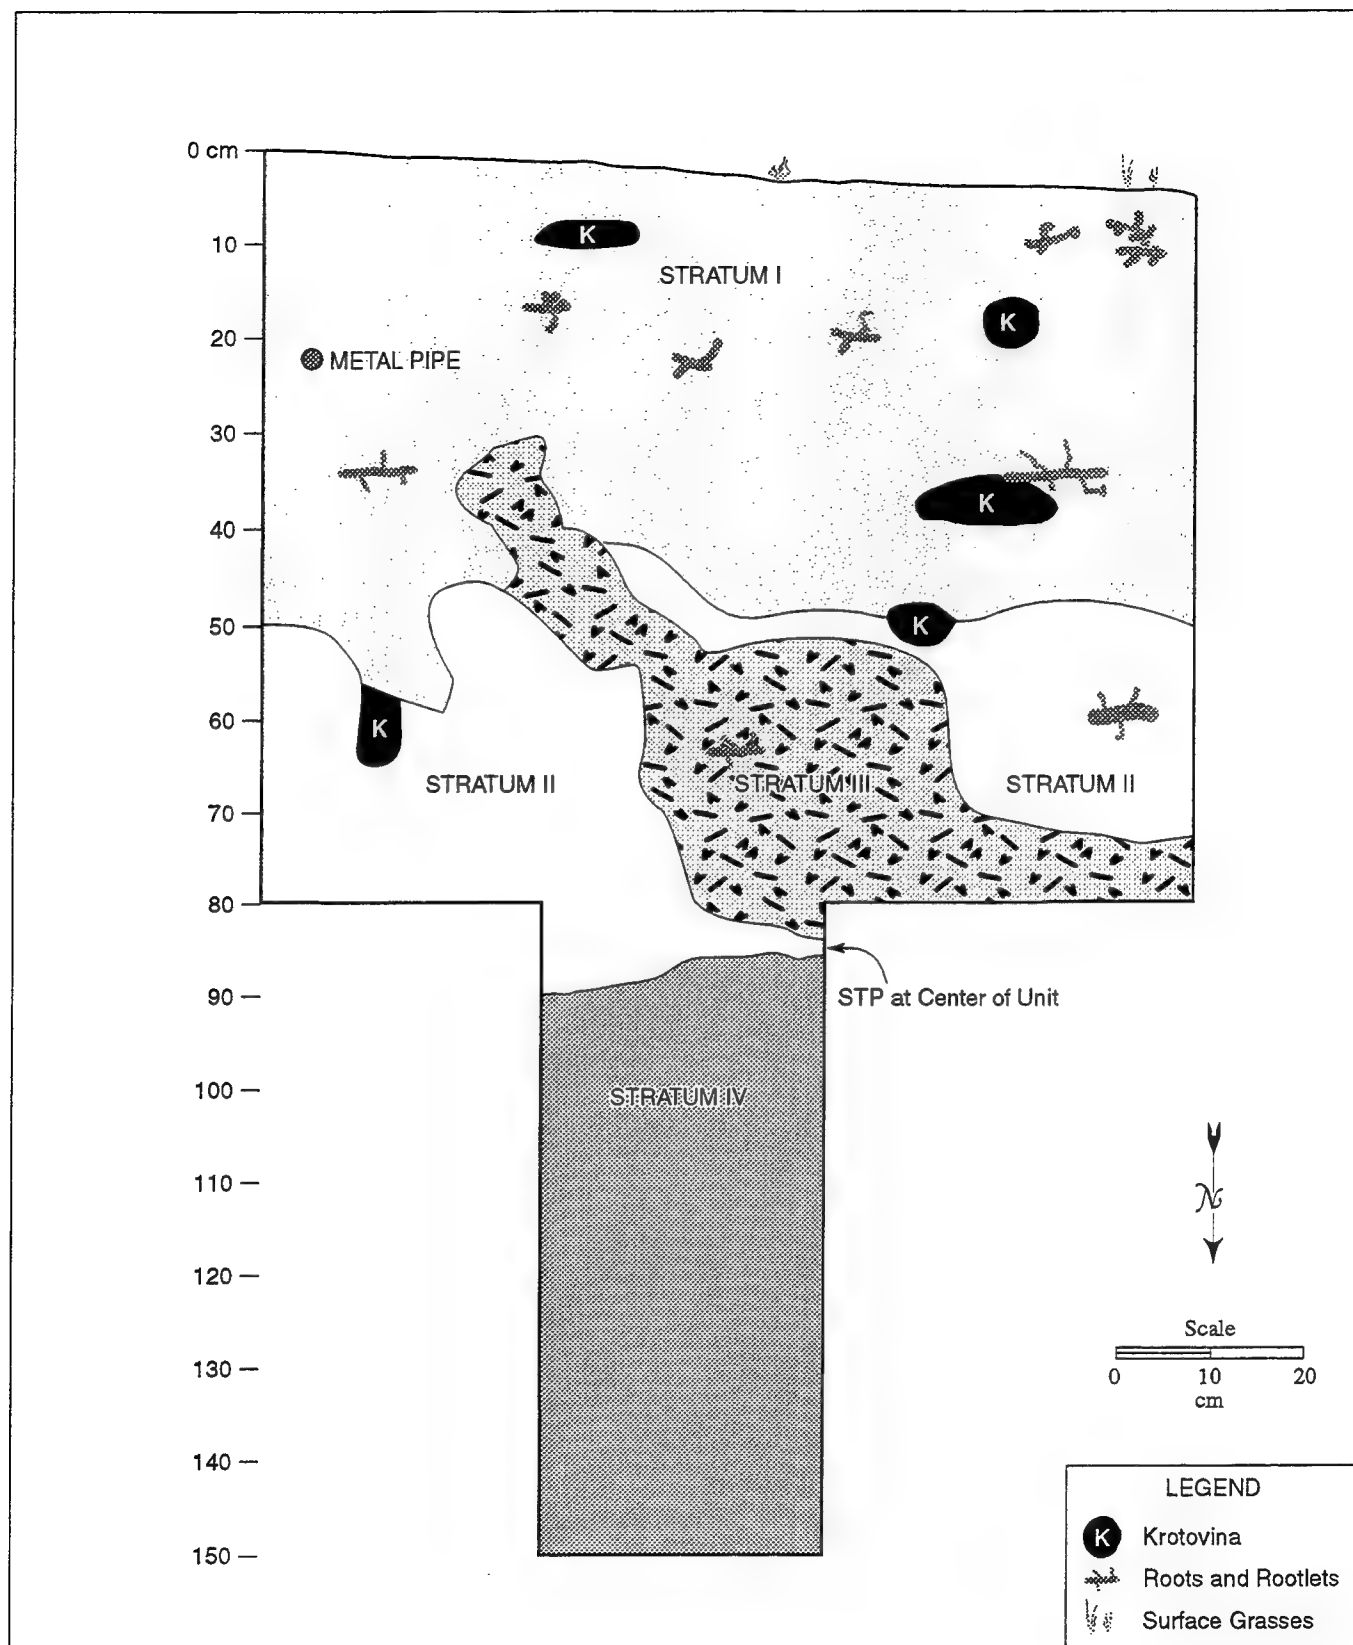 0 cm
K
10
STRATUM I
K
20
METAL PIPE
30
K
40
50
K
60
K
STRATUM II
STRATUM III
STRATUM II
70
80
90
STP at Center of Unit
100
STRATUM IV
110
N
120
Scale
130
0 10 20
cm
140
LEGEND
K Krotovina
150
Roots and Rootlets
Surface Grasses